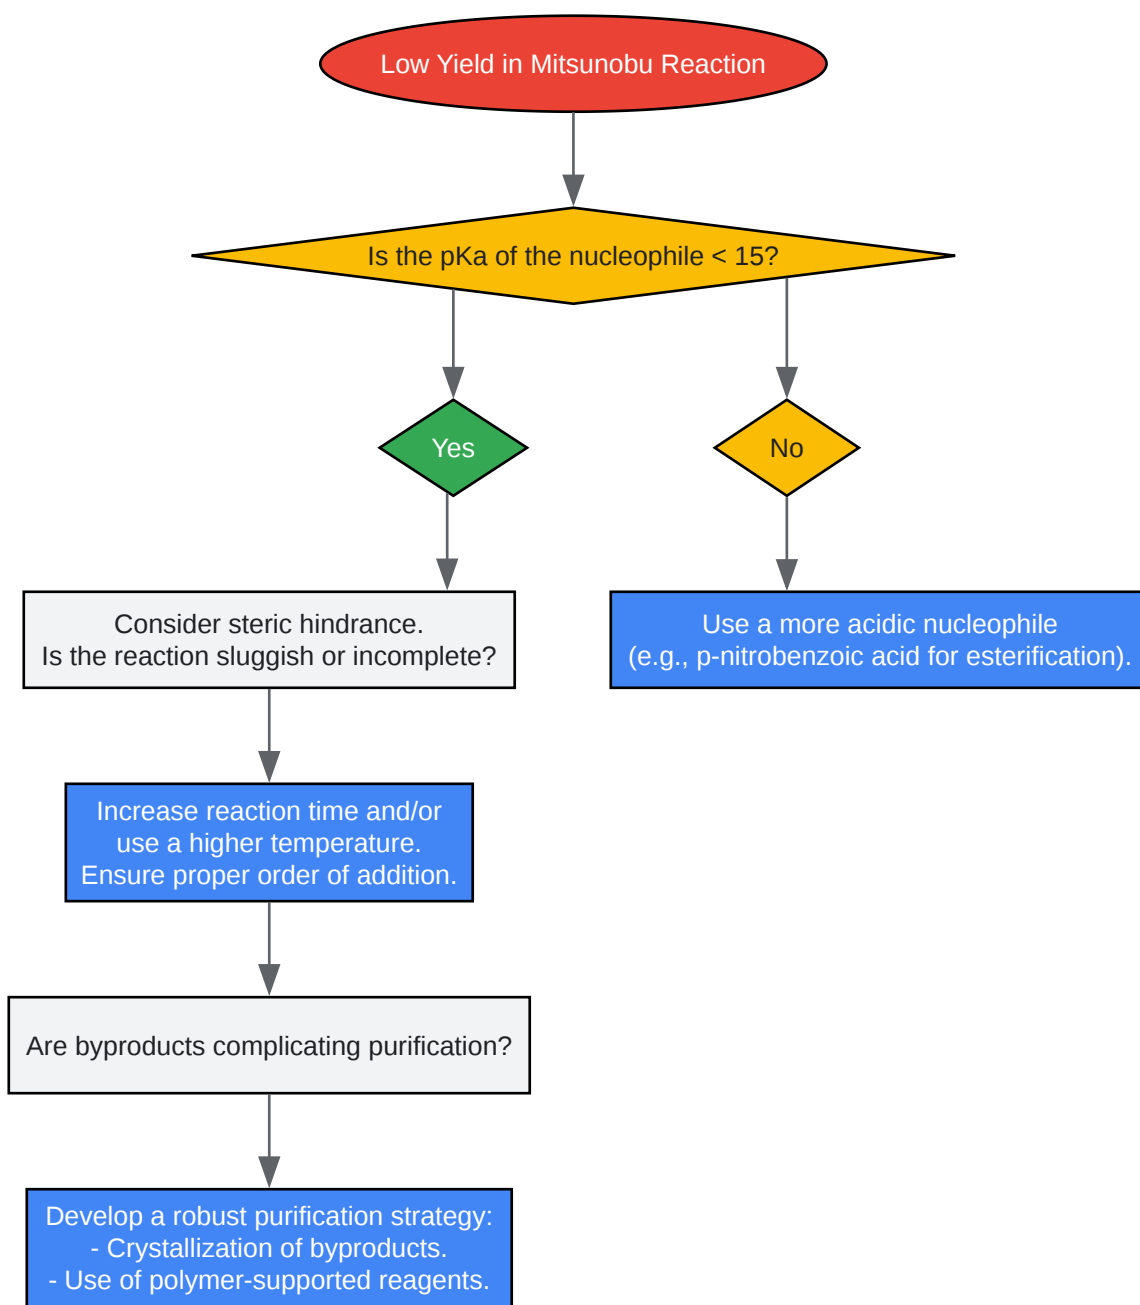 Low Yield in Mitsunobu Reaction
Is the pKa of the nucleophile < 15?
Yes
No
Consider steric hindrance.
Is the reaction sluggish or incomplete?
Use a more acidic nucleophile
(e.g., p-nitrobenzoic acid for esterification).
Increase reaction time and/or
use a higher temperature.
Ensure proper order of addition.
Are byproducts complicating purification?
Develop a robust purification strategy:
- Crystallization of byproducts.
- Use of polymer-supported reagents.